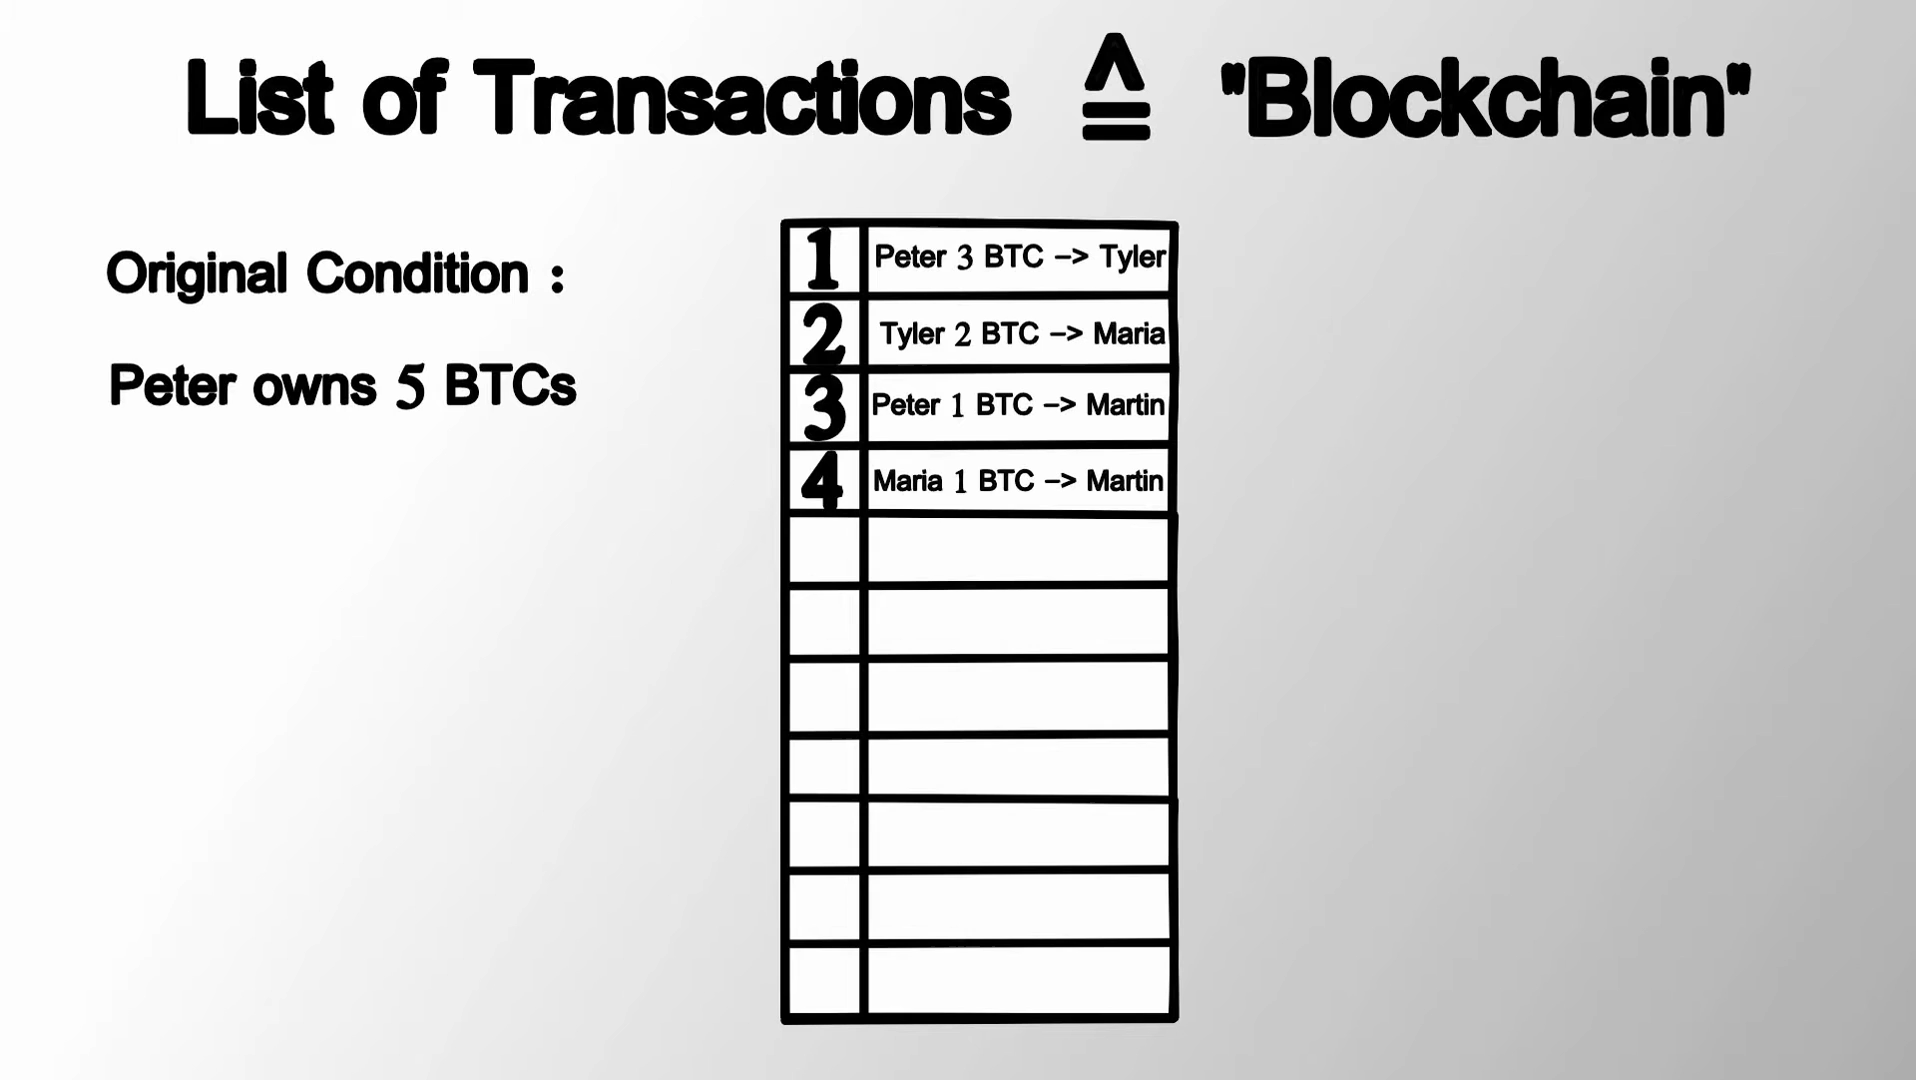 List of Transactions ≙ "Blockchain"
Original Condition :
Peter owns 5 BTCs
1 Peter 3 BTC –> Tyler
2 Tyler 2 BTC –> Maria
3 Peter 1 BTC –> Martin
4 Maria 1 BTC –> Martin